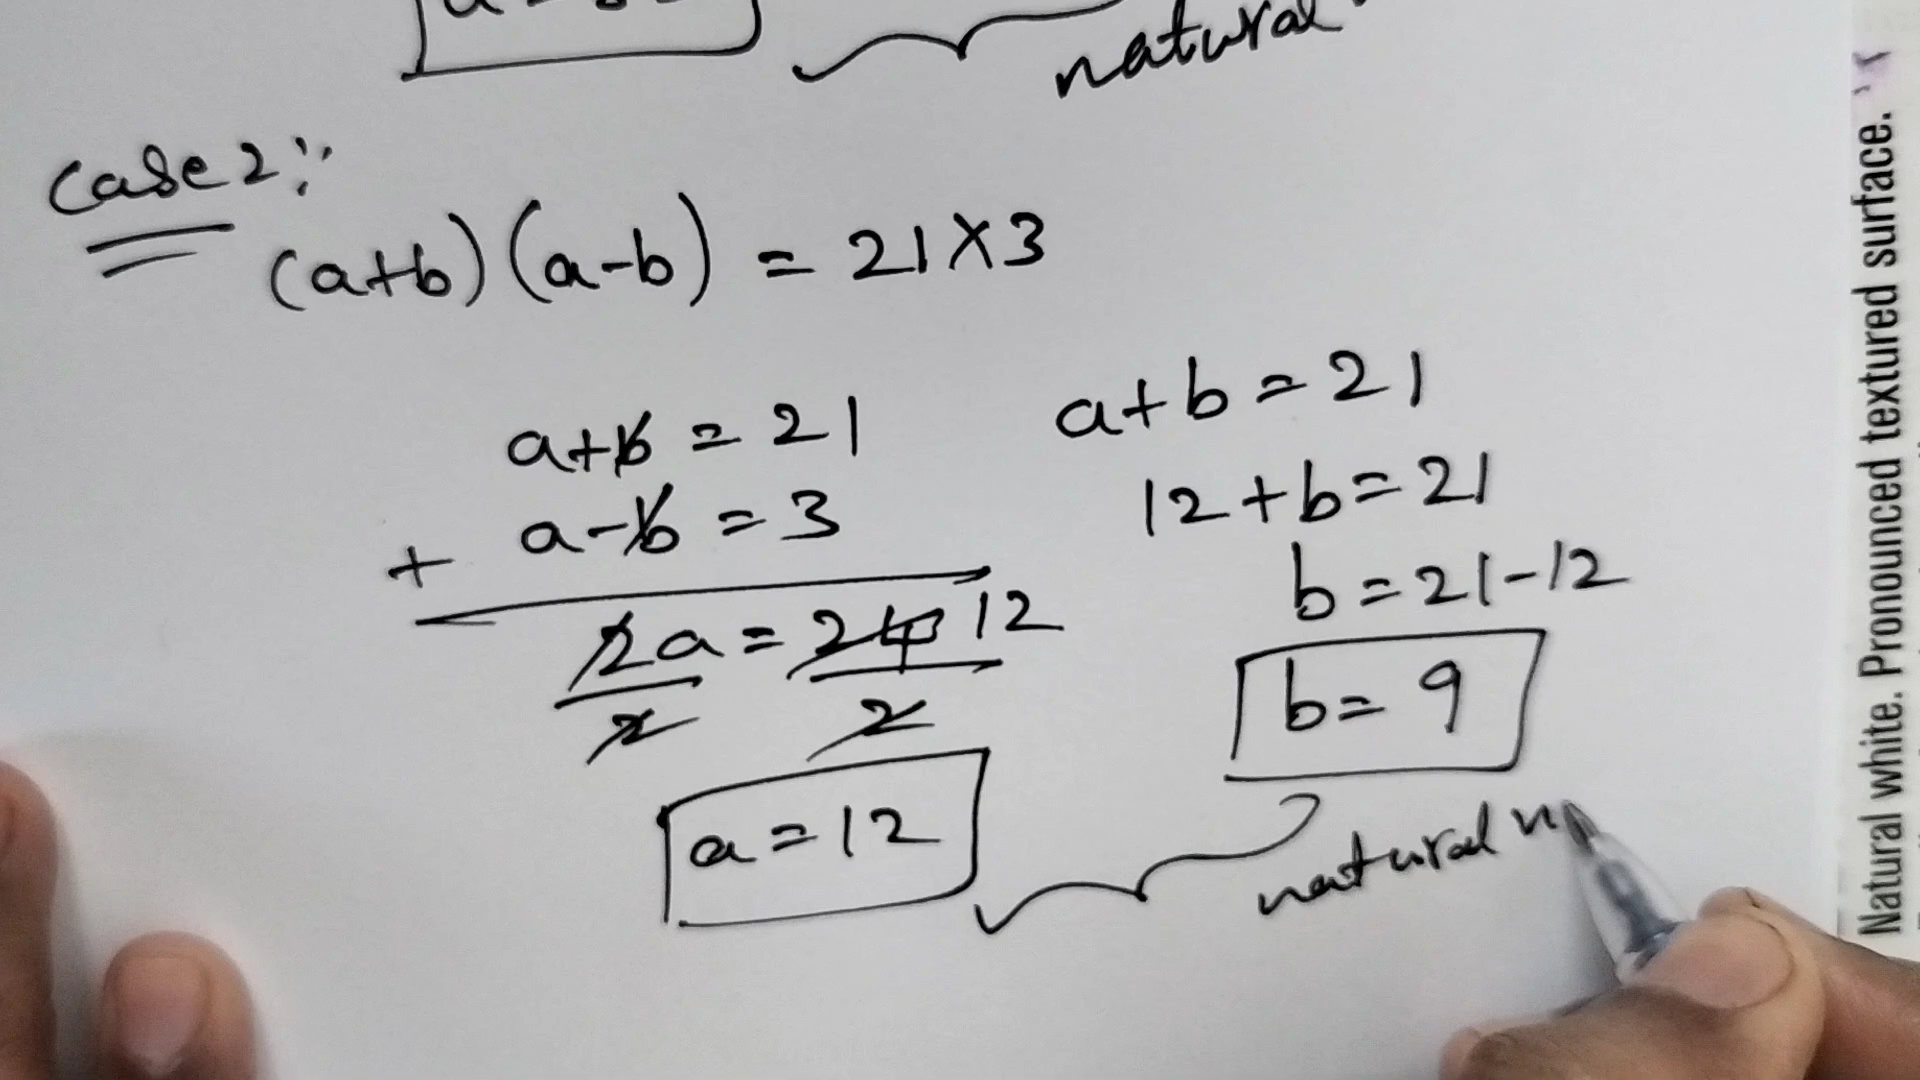 natural
case 2:
(a+b) (a-b) = 21 X 3
a+b = 21
a-b = 3
+
2a = 24 12
2 2
a = 12
a+b = 21
12+b = 21
b = 21-12
b = 9
natural n
Natural white. Pronounced textured surface.